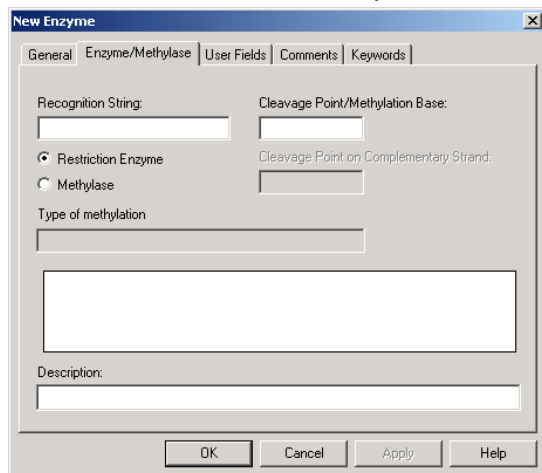 New Enzyme
General Enzyme/Methylase User Fields Comments Keywords
Recognition String: Cleavage Point/Methylation Base:
Restriction Enzyme Cleavage Point on Complementary Strand:
Methylase
Type of methylation
Description:
OK Cancel Apply Help